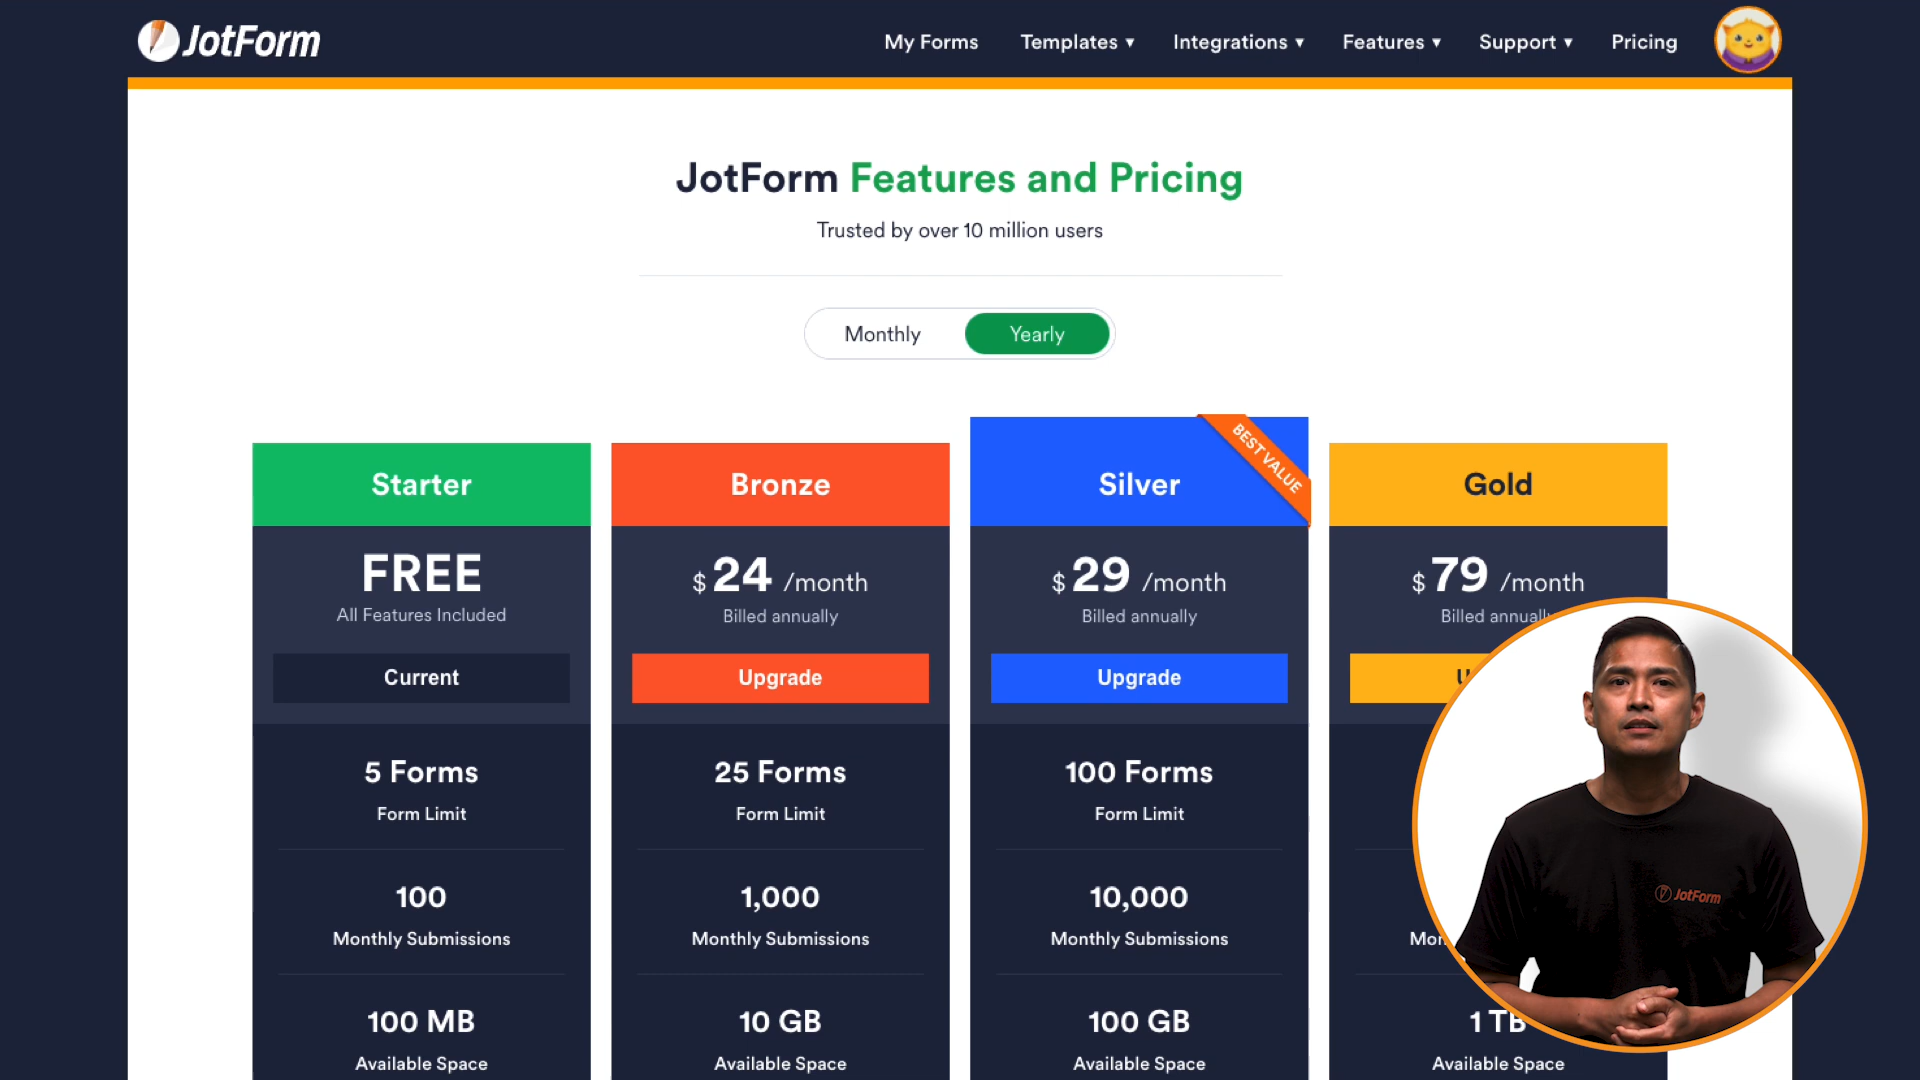 JotForm
My Forms
Templates ▾
Integrations ▾
Features ▾
Support ▾
Pricing
JotForm Features and Pricing
Trusted by over 10 million users
Monthly
Yearly
Starter
FREE
All Features Included
Current
5 Forms
Form Limit
100
Monthly Submissions
100 MB
Available Space
Bronze
$ 24 /month
Billed annually
Upgrade
25 Forms
Form Limit
1,000
Monthly Submissions
10 GB
Available Space
BEST VALUE
Silver
$ 29 /month
Billed annually
Upgrade
100 Forms
Form Limit
10,000
Monthly Submissions
100 GB
Available Space
Gold
$ 79 /month
Billed annually
1 TB
Available Space
JotForm